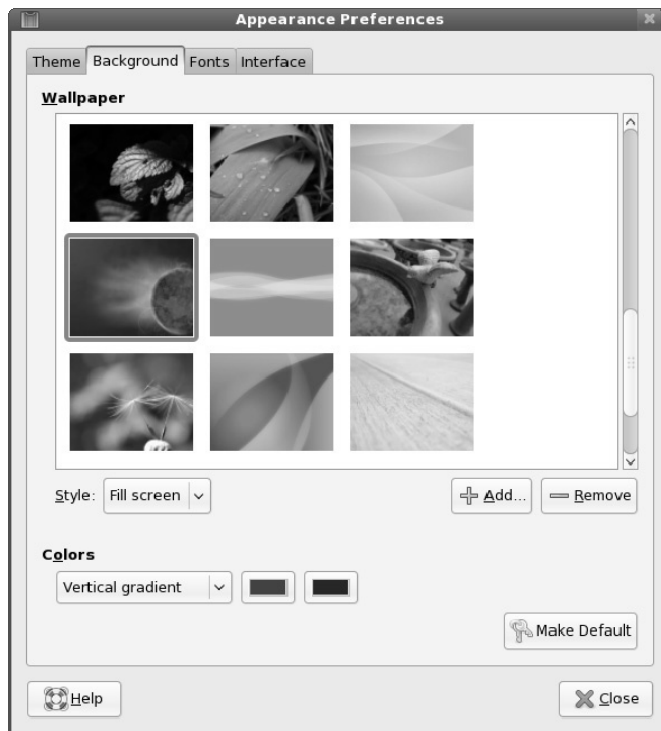 Appearance Preferences
Theme Background Fonts Interface
Wallpaper
Style: Fill screen Add... Remove
Colors
Vertical gradient
Make Default
Help Close